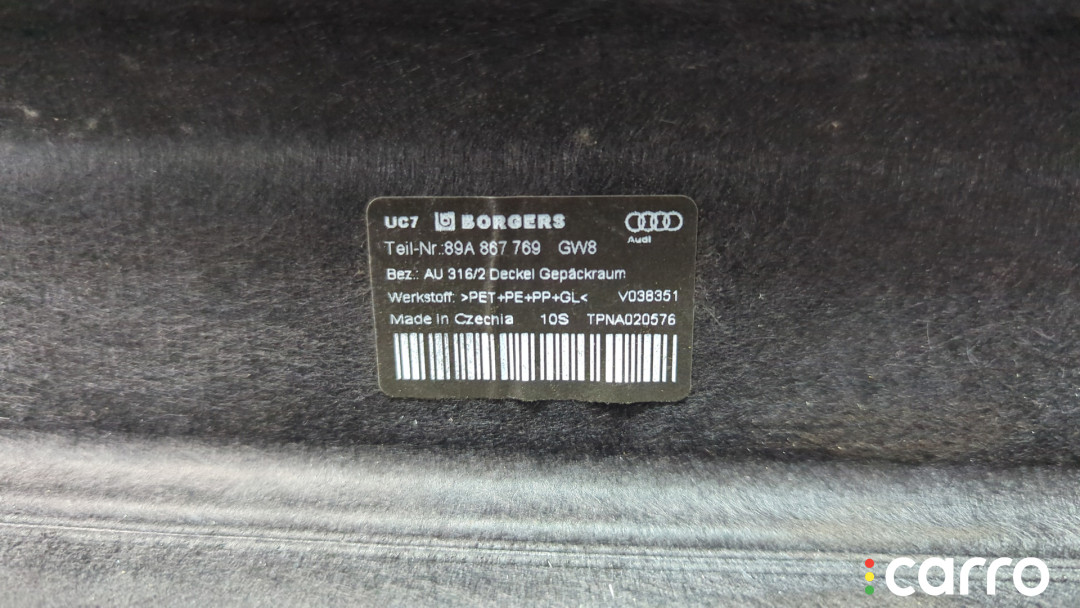 UC7 BORGERS
Audi
Teil-Nr.:89A 867 769 GW8
Bez.: AU 316/2 Deckel Gepäckraum
Werkstoff: >PET+PE+PP+GL< V038351
Made in Czechia 10S TPNA020576
carro